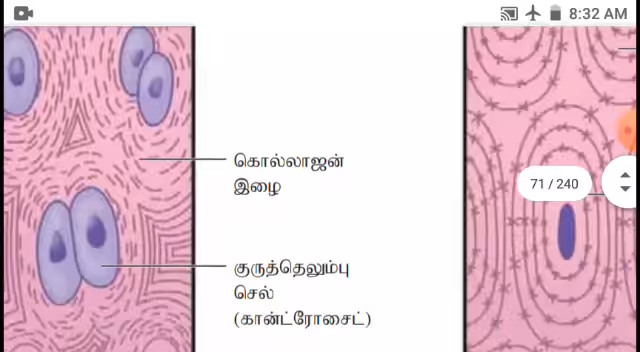 8:32 AM
கொல்லாஜன்
இழை
71 / 240
குருத்தெலும்பு
செல்
(கான்ட்ரோசைட்)